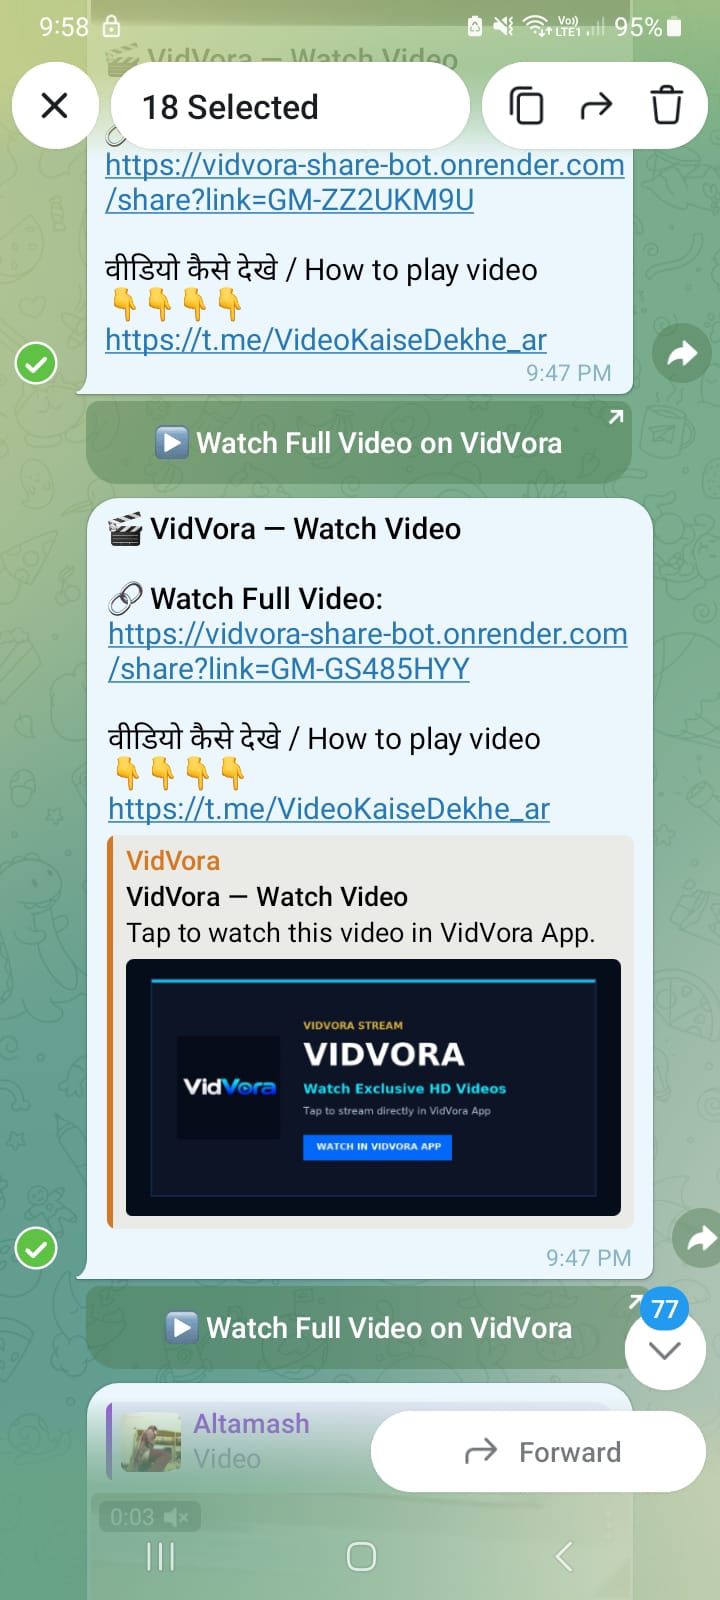 9:58
Vo)) LTE1 95%
VidVora — Watch Video
18 Selected
https://vidvora-share-bot.onrender.com
/share?link=GM-ZZ2UKM9U
वीडियो कैसे देखे / How to play video
👇👇👇👇
https://t.me/VideoKaiseDekhe_ar
9:47 PM
▶️ Watch Full Video on VidVora
🎬 VidVora — Watch Video
🔗 Watch Full Video:
https://vidvora-share-bot.onrender.com
/share?link=GM-GS485HYY
वीडियो कैसे देखे / How to play video
👇👇👇👇
https://t.me/VideoKaiseDekhe_ar
VidVora
VidVora — Watch Video
Tap to watch this video in VidVora App.
VIDVORA STREAM
VIDVORA
VidVora
Watch Exclusive HD Videos
Tap to stream directly in VidVora App
WATCH IN VIDVORA APP
9:47 PM
77
▶️ Watch Full Video on VidVora
Altamash
Video
Forward
0:03